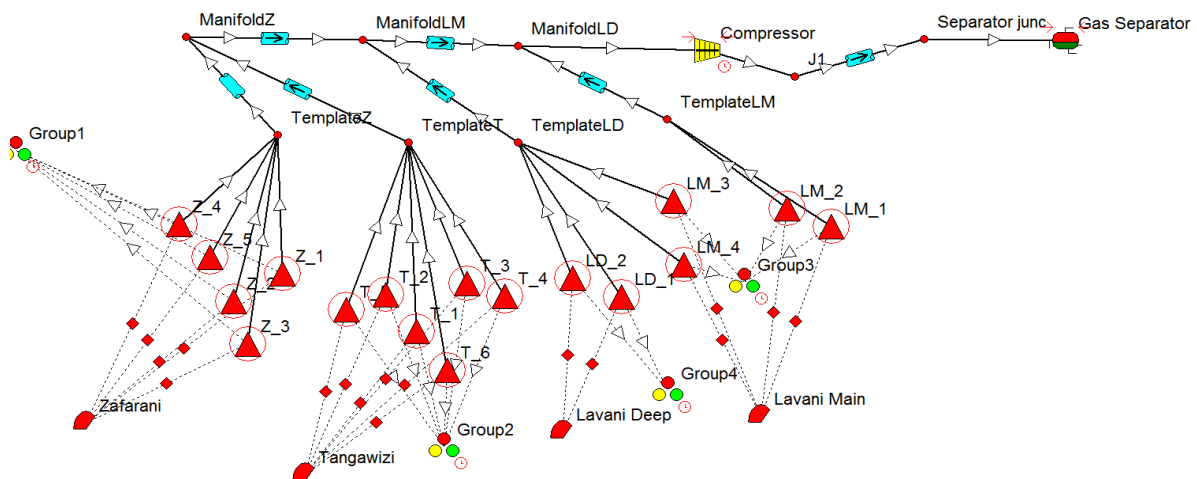 ManifoldZ
ManifoldLM
ManifoldLD
Compressor
Separator junc
Gas Separator
J1
TemplateZ
TemplateT
TemplateLD
TemplateLM
Group1
Z_4
Z_5
Z_1
Z_2
Z_3
T_2
T_3
T_4
T_1
T_6
LD_2
LD_1
LM_3
LM_4
LM_2
LM_1
Group3
Group4
Group2
Zafarani
Tangawizi
Lavani Deep
Lavani Main